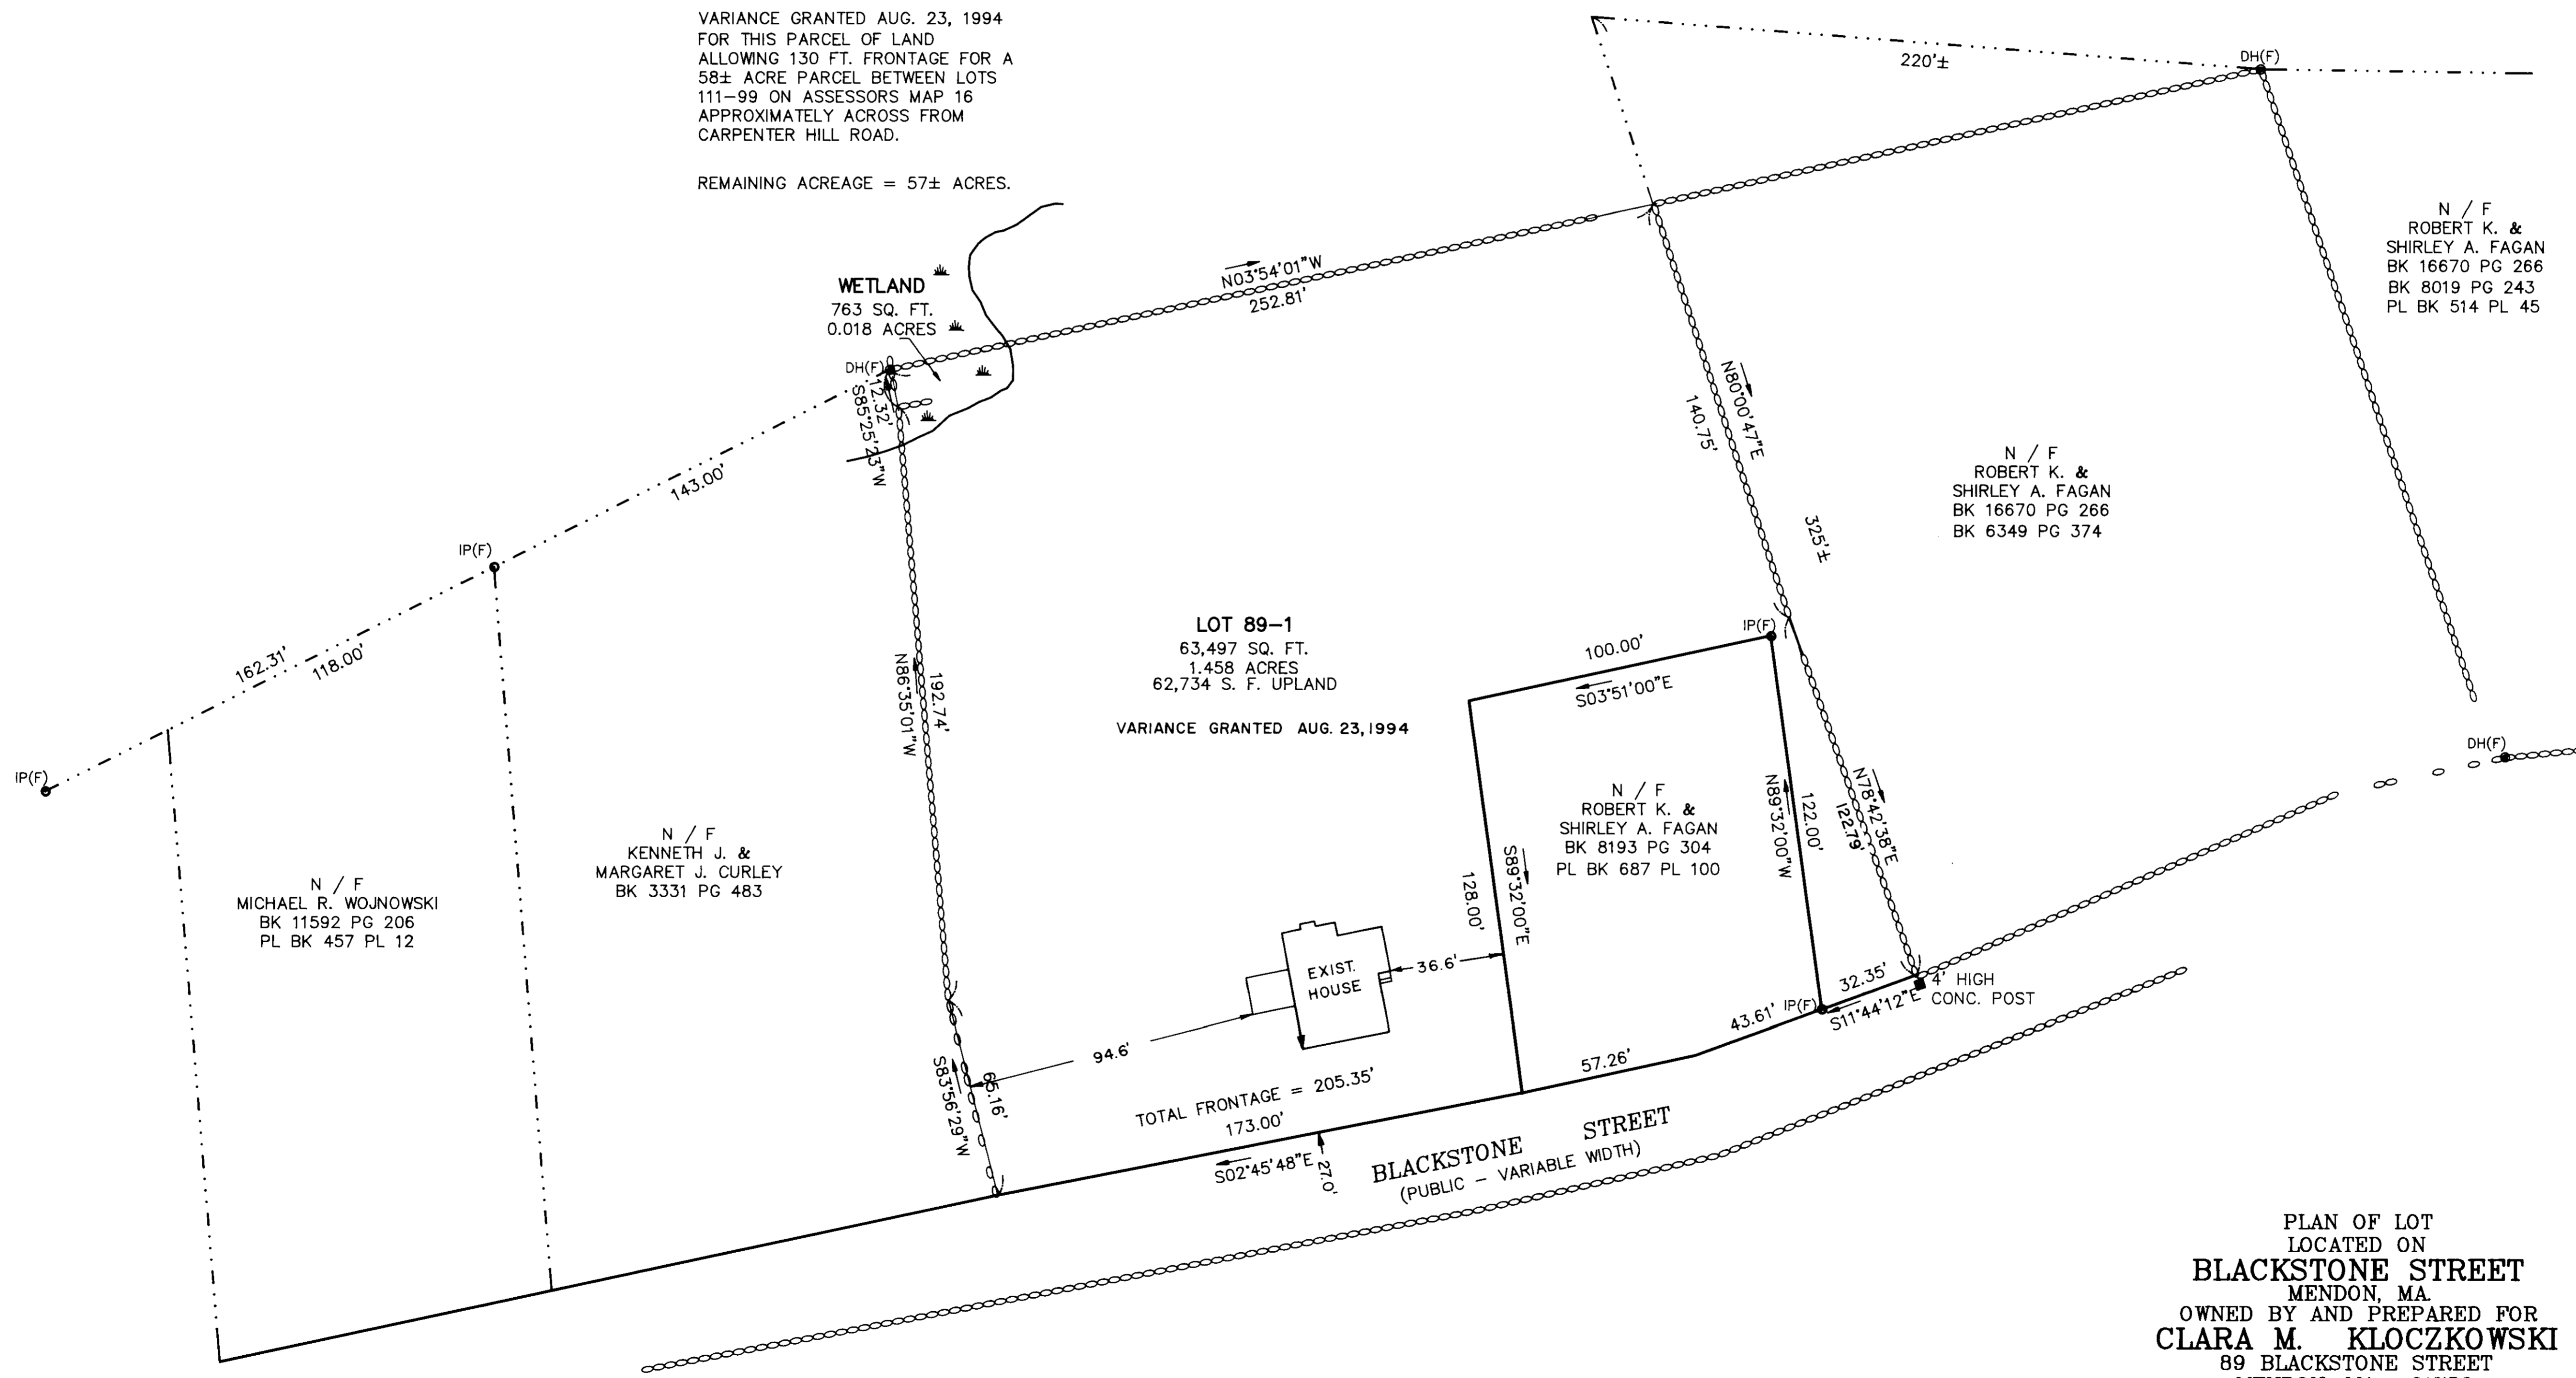 VARIANCE GRANTED AUG. 23, 1994
FOR THIS PARCEL OF LAND
ALLOWING 130 FT. FRONTAGE FOR A
58± ACRE PARCEL BETWEEN LOTS
111-99 ON ASSESSORS MAP 16
APPROXIMATELY ACROSS FROM
CARPENTER HILL ROAD.
REMAINING ACREAGE = 57± ACRES.
220'±
DH(F)
N / F
ROBERT K. &
SHIRLEY A. FAGAN
BK 16670 PG 266
BK 8019 PG 243
PL BK 514 PL 45
WETLAND
763 SQ. FT.
0.018 ACRES
N03°54'01"W
252.81'
DH(F)
12.32'
S85°25'23"W
143.00'
N80°00'47"E
140.75'
325'±
N / F
ROBERT K. &
SHIRLEY A. FAGAN
BK 16670 PG 266
BK 6349 PG 374
IP(F)
162.31'
118.00'
IP(F)
LOT 89-1
63,497 SQ. FT.
1.458 ACRES
62,734 S. F. UPLAND
VARIANCE GRANTED AUG. 23,1994
N86°35'01"W
192.74'
IP(F)
100.00'
S03°51'00"E
N / F
ROBERT K. &
SHIRLEY A. FAGAN
BK 8193 PG 304
PL BK 687 PL 100
S89°32'00"E
128.00'
N89°32'00"W
122.00'
N78°42'38"E
122.79'
DH(F)
N / F
MICHAEL R. WOJNOWSKI
BK 11592 PG 206
PL BK 457 PL 12
N / F
KENNETH J. &
MARGARET J. CURLEY
BK 3331 PG 483
EXIST.
HOUSE
36.6'
94.6'
S83°56'29"W
65.16'
32.35'
S11°44'12"E
4' HIGH
CONC. POST
IP(F)
43.61'
57.26'
TOTAL FRONTAGE = 205.35'
173.00'
S02°45'48"E
27.0'
BLACKSTONE STREET
(PUBLIC - VARIABLE WIDTH)
PLAN OF LOT
LOCATED ON
BLACKSTONE STREET
MENDON, MA.
OWNED BY AND PREPARED FOR
CLARA M. KLOCZKOWSKI
89 BLACKSTONE STREET